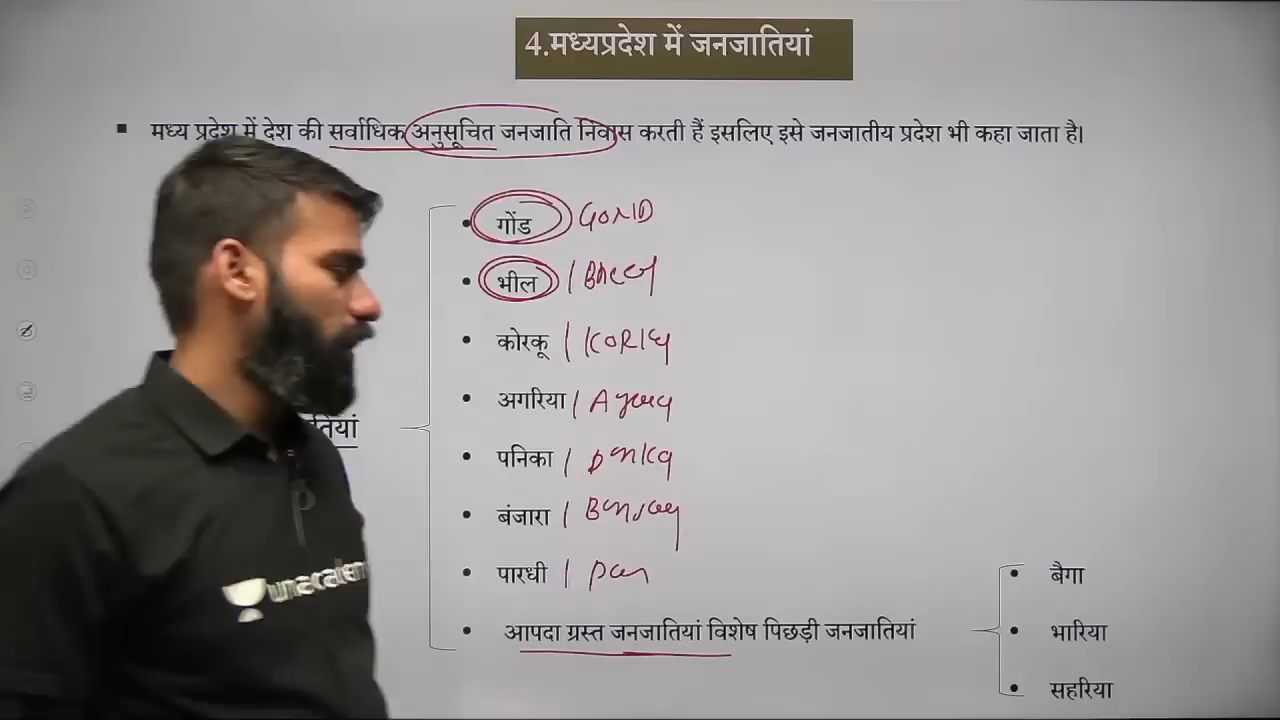 4.मध्यप्रदेश में जनजातियां
▪ मध्य प्रदेश में देश की सर्वाधिक अनुसूचित जनजाति निवास करती हैं इसलिए इसे जनजातीय प्रदेश भी कहा जाता है।
• गोंड GOND
• भील /
• कोरकू /
• अगरिया /
तियां
• पनिका /
• बंजारा /
• पारधी /
• आपदा ग्रस्त जनजातियां विशेष पिछड़ी जनजातियां
• बैगा
• भारिया
• सहरिया
unacadem